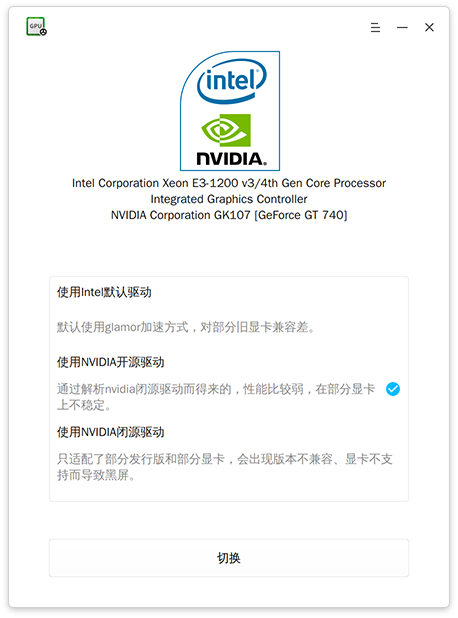 GPU
intel
NVIDIA.
Intel Corporation Xeon E3-1200 v3/4th Gen Core Processor
Integrated Graphics Controller
NVIDIA Corporation GK107 [GeForce GT 740]
使用Intel默认驱动
默认使用glamor加速方式，对部分旧显卡兼容差。
使用NVIDIA开源驱动
通过解析nvidia闭源驱动而得来的，性能比较弱，在部分显卡
上不稳定。
使用NVIDIA闭源驱动
只适配了部分发行版和部分显卡，会出现版本不兼容、显卡不支
持而导致黑屏。
切换